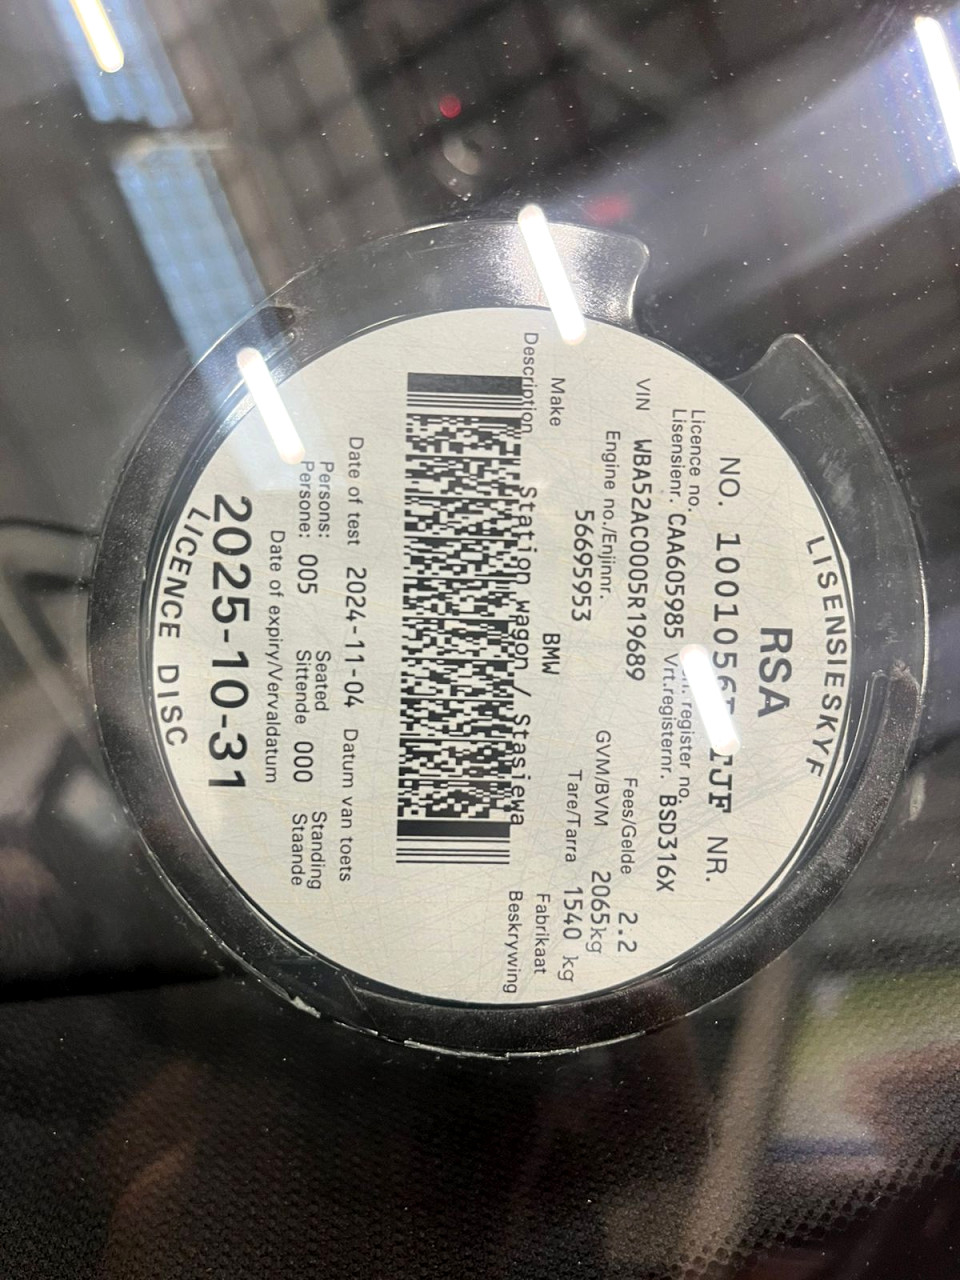 LISENSIESKYF
RSA
NO. NR.
Licence no. register no.
Lisensienr. CAA605985 Vrt.registernr. BSD316X
VIN WBA52AC0005R19689 Fees/Gelde 2.2
Engine no./Enjinnr. GVM/BVM 2065kg
56695953 Tare/Tarra 1540 kg
Make BMW Fabrikaat
Description Station wagon / Stasiewa Beskrywing
Date of test 2024-11-04 Datum van toets
Persons: Seated Standing
Persone: 005 Sittende 000 Staande
Date of expiry/Vervaldatum
2025-10-31
LICENCE DISC